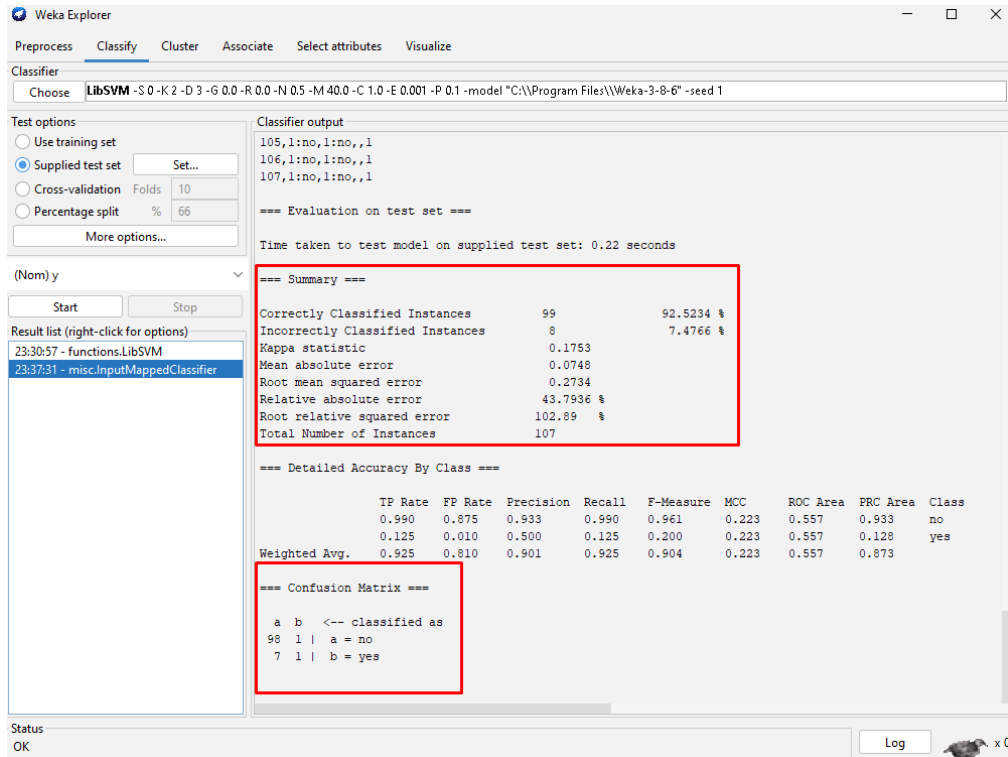 Weka Explorer
Preprocess Classify Cluster Associate Select attributes Visualize
Classifier
Choose LibSVM -S 0 -K 2 -D 3 -G 0.0 -R 0.0 -N 0.5 -M 40.0 -C 1.0 -E 0.001 -P 0.1 -model "C:\\Program Files\\Weka-3-8-6" -seed 1
Test options
Use training set
Supplied test set Set...
Cross-validation Folds 10
Percentage split % 66
More options...
(Nom) y
Start Stop
Result list (right-click for options)
23:30:57 - functions.LibSVM
23:37:31 - misc.InputMappedClassifier
Classifier output
105,1:no,1:no,,1
106,1:no,1:no,,1
107,1:no,1:no,,1
=== Evaluation on test set ===
Time taken to test model on supplied test set: 0.22 seconds
=== Summary ===
Correctly Classified Instances 99 92.5234 %
Incorrectly Classified Instances 8 7.4766 %
Kappa statistic 0.1753
Mean absolute error 0.0748
Root mean squared error 0.2734
Relative absolute error 43.7936 %
Root relative squared error 102.89 %
Total Number of Instances 107
=== Detailed Accuracy By Class ===
TP Rate FP Rate Precision Recall F-Measure MCC ROC Area PRC Area Class
0.990 0.875 0.933 0.990 0.961 0.223 0.557 0.933 no
0.125 0.010 0.500 0.125 0.200 0.223 0.557 0.128 yes
Weighted Avg. 0.925 0.810 0.901 0.925 0.904 0.223 0.557 0.873
=== Confusion Matrix ===
a b <-- classified as
98 1 | a = no
7 1 | b = yes
Status
OK
Log
x 0